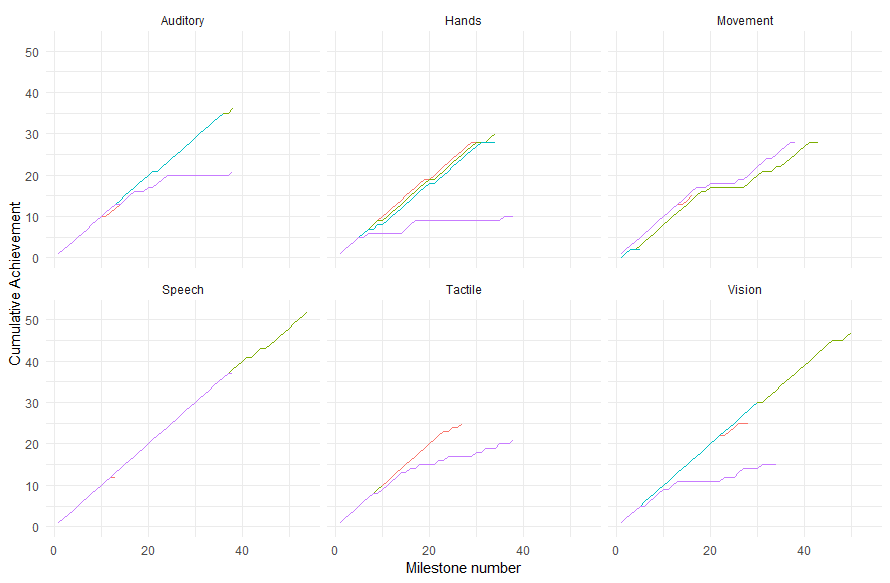 Auditory Hands Movement
50
40
30
20
10
0
Speech Tactile Vision
50
40
30
20
10
0
0 20 40 0 20 40 0 20 40
Milestone number
Cumulative Achievement